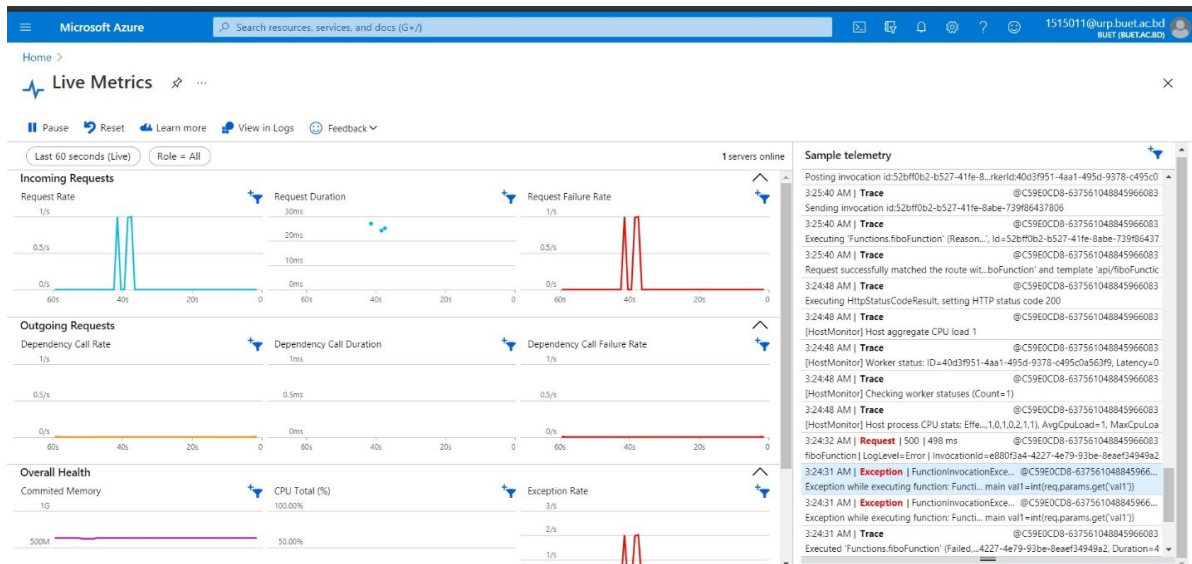 Microsoft Azure
Search resources, services, and docs (G+/)
1515011@urp.buet.ac.bd
BUET (BUET.AC.BD)
Home >
Live Metrics
Pause Reset Learn more View in Logs Feedback
Last 60 seconds (Live) Role = All 1 servers online
Incoming Requests
Request Rate
1/s
0.5/s
0/s
60s 40s 20s 0
Request Duration
30ms
20ms
10ms
0ms
60s 40s 20s 0
Request Failure Rate
1/s
0.5/s
0/s
60s 40s 20s 0
Outgoing Requests
Dependency Call Rate
1/s
0.5/s
0/s
60s 40s 20s 0
Dependency Call Duration
1ms
0.5ms
0ms
60s 40s 20s 0
Dependency Call Failure Rate
1/s
0.5/s
0/s
60s 40s 20s 0
Overall Health
Commited Memory
1G
500M
CPU Total (%)
100.00%
50.00%
Exception Rate
3/s
2/s
1/s
Sample telemetry
Posting invocation id:52bff0b2-b527-41fe-8...rkerId:40d3f951-4aa1-495d-9378-c495c0
3:25:40 AM | Trace @C59E0CD8-637561048845966083
Sending invocation id:52bff0b2-b527-41fe-8abe-739f86437806
3:25:40 AM | Trace @C59E0CD8-637561048845966083
Executing 'Functions.fiboFunction' (Reason...', Id=52bff0b2-b527-41fe-8abe-739f86437
3:25:40 AM | Trace @C59E0CD8-637561048845966083
Request successfully matched the route wit...boFunction' and template 'api/fiboFunctic
3:24:48 AM | Trace @C59E0CD8-637561048845966083
Executing HttpStatusCodeResult, setting HTTP status code 200
3:24:48 AM | Trace @C59E0CD8-637561048845966083
[HostMonitor] Host aggregate CPU load 1
3:24:48 AM | Trace @C59E0CD8-637561048845966083
[HostMonitor] Worker status: ID=40d3f951-4aa1-495d-9378-c495c0a563f9, Latency=0
3:24:48 AM | Trace @C59E0CD8-637561048845966083
[HostMonitor] Checking worker statuses (Count=1)
3:24:48 AM | Trace @C59E0CD8-637561048845966083
[HostMonitor] Host process CPU stats: Effe...,1,0,1,0,2,1,1), AvgCpuLoad=1, MaxCpuLoa
3:24:32 AM | Request | 500 | 498 ms @C59E0CD8-637561048845966083
fiboFunction | LogLevel=Error | InvocationId=e880f3a4-4227-4e79-93be-8eaef34949a2
3:24:31 AM | Exception | FunctionInvocationExce... @C59E0CD8-63756104884596​6...
Exception while executing function: Functi... main val1=int(req.params.get('val1'))
3:24:31 AM | Exception | FunctionInvocationExce... @C59E0CD8-637561048845966...
Exception while executing function: Functi... main val1=int(req.params.get('val1'))
3:24:31 AM | Trace @C59E0CD8-637561048845966083
Executed 'Functions.fiboFunction' (Failed,...4227-4e79-93be-8eaef34949a2, Duration=4